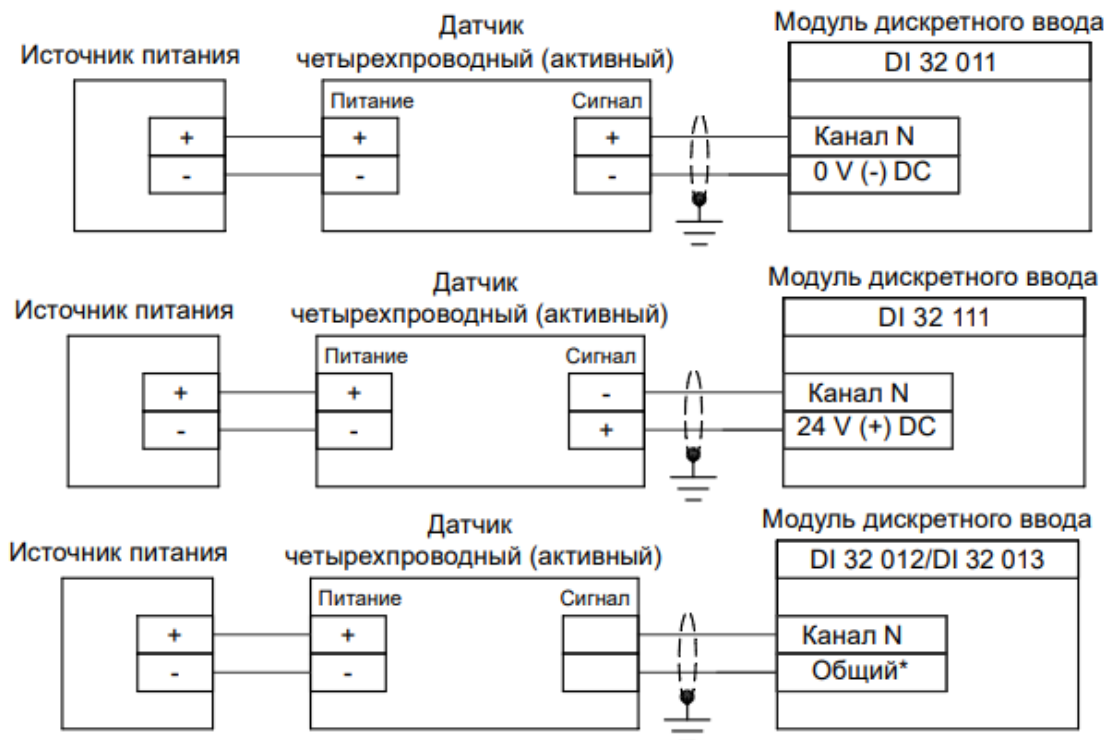 Источник питания
Датчик
четырехпроводный (активный)
Модуль дискретного ввода
DI 32 011
Питание
Сигнал
+
-
+
-
+
-
Канал N
0 V (-) DC
Источник питания
Датчик
четырехпроводный (активный)
Модуль дискретного ввода
DI 32 111
Питание
Сигнал
+
-
+
-
-
+
Канал N
24 V (+) DC
Источник питания
Датчик
четырехпроводный (активный)
Модуль дискретного ввода
DI 32 012/DI 32 013
Питание
Сигнал
+
-
+
-
Канал N
Общий*